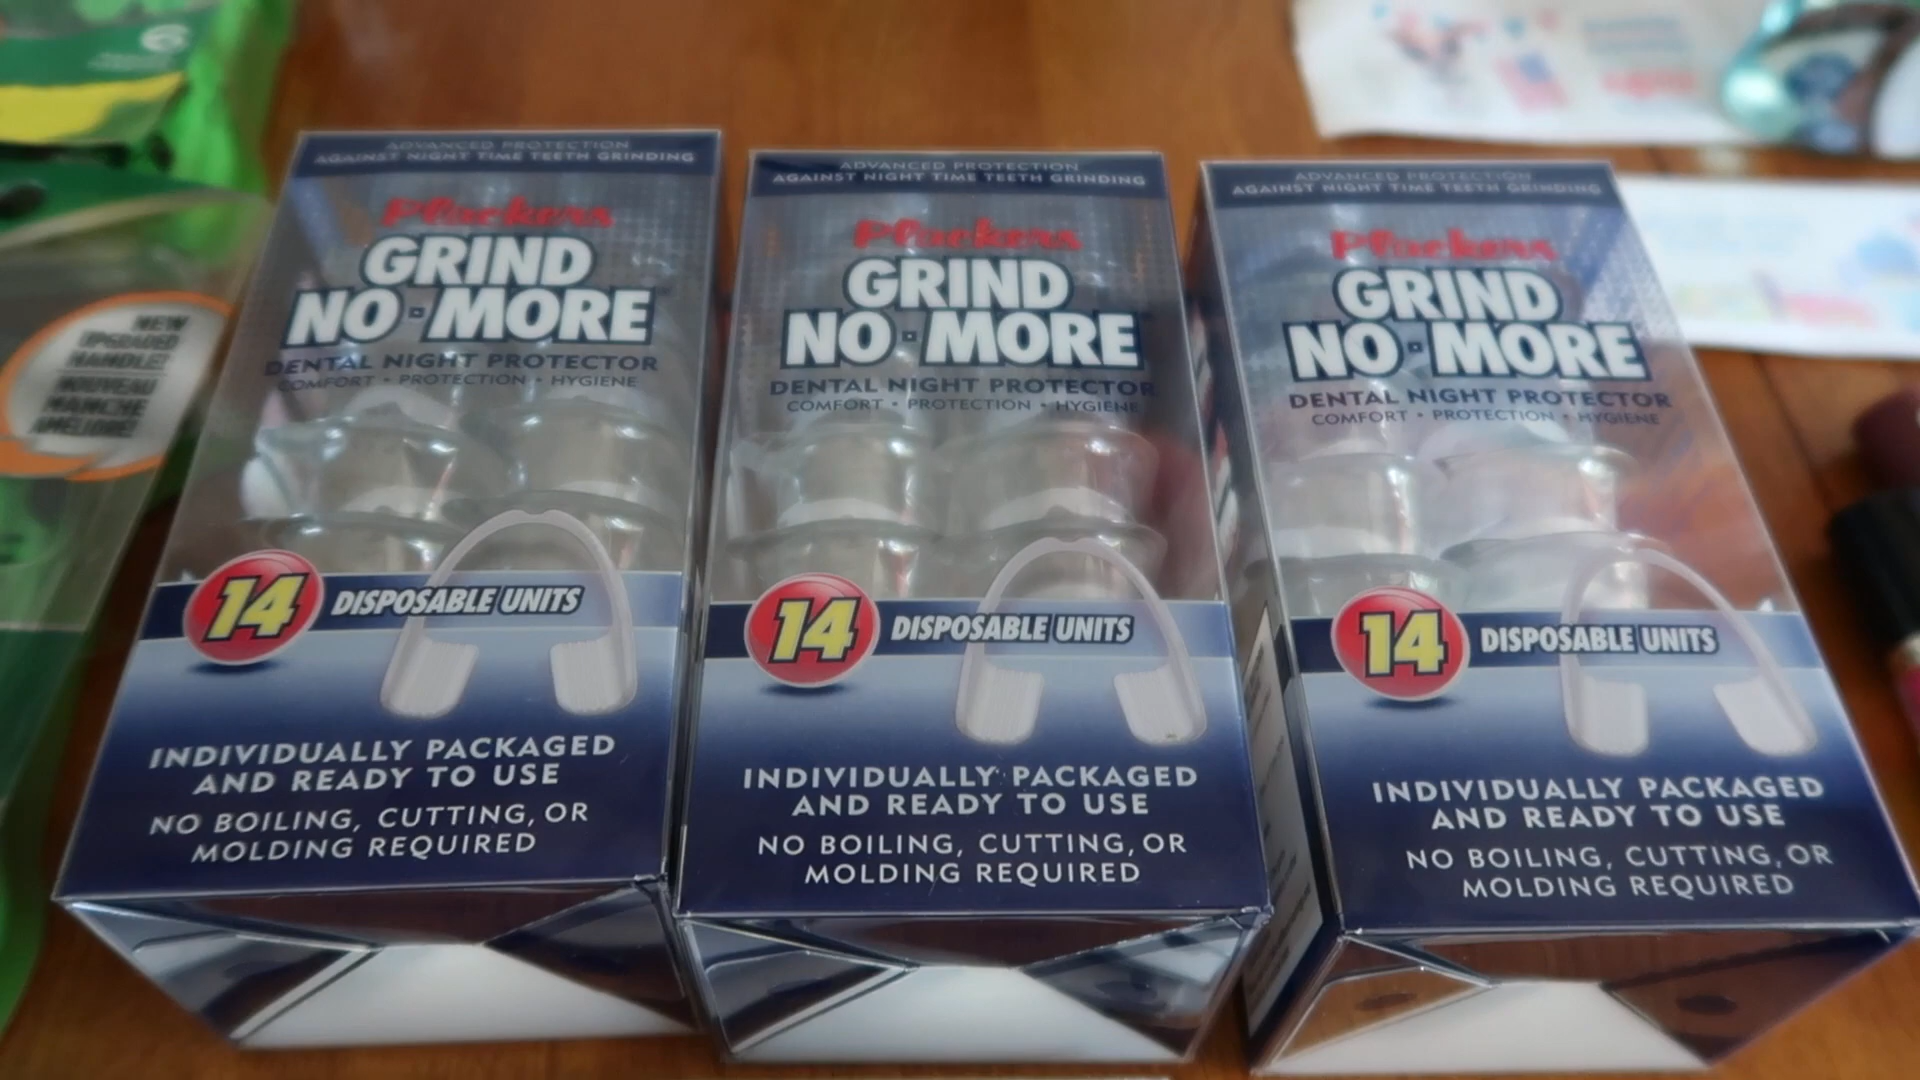 6
NEW
UPGRADED
HANDLE!
NOUVEAU
MANCHE
AMÉLIORÉ!
ADVANCED PROTECTION
AGAINST NIGHT TIME TEETH GRINDING
Plackers
GRIND
NO·MORE
DENTAL NIGHT PROTECTOR
COMFORT • PROTECTION • HYGIENE
14 DISPOSABLE UNITS
INDIVIDUALLY PACKAGED
AND READY TO USE
NO BOILING, CUTTING, OR
MOLDING REQUIRED
ADVANCED PROTECTION
AGAINST NIGHT TIME TEETH GRINDING
Plackers
GRIND
NO·MORE
DENTAL NIGHT PROTECTOR
COMFORT • PROTECTION • HYGIENE
14 DISPOSABLE UNITS
INDIVIDUALLY PACKAGED
AND READY TO USE
NO BOILING, CUTTING, OR
MOLDING REQUIRED
ADVANCED PROTECTION
AGAINST NIGHT TIME TEETH GRINDING
Plackers
GRIND
NO·MORE
DENTAL NIGHT PROTECTOR
COMFORT • PROTECTION • HYGIENE
14 DISPOSABLE UNITS
INDIVIDUALLY PACKAGED
AND READY TO USE
NO BOILING, CUTTING, OR
MOLDING REQUIRED